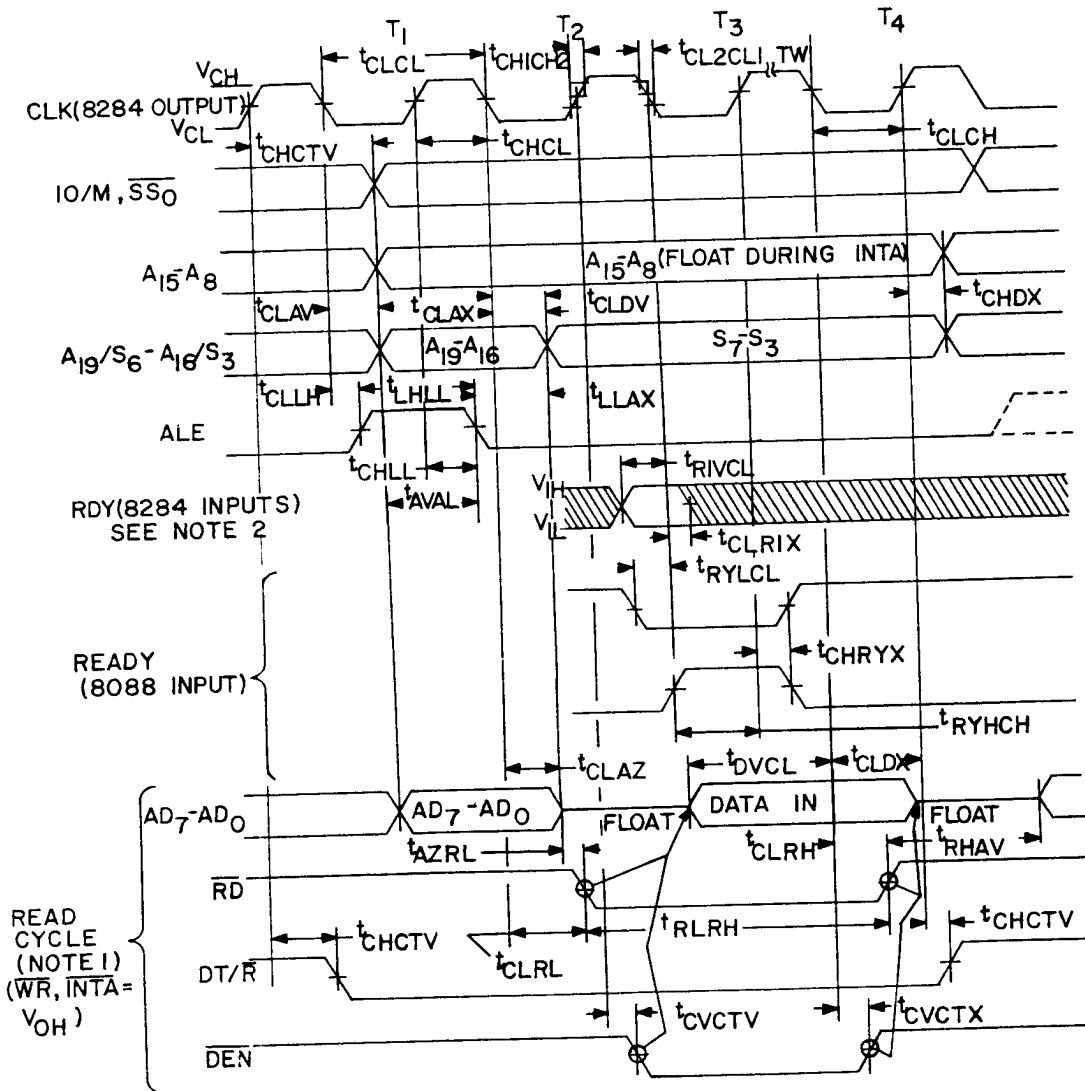 T1 T2 T3 T4
tCLCL tCHICH2 tCL2CL1 TW
VCH
CLK(8284 OUTPUT)
VCL
tCHCTV tCHCL tCLCH
IO/M, SS0
A15-A8 A15-A8(FLOAT DURING INTA)
tCLAV tCLAX tCLDV tCHDX
A19/S6-A16/S3 A19-A16 S7-S3
tCLLH tLHLL tLLAX
ALE
tCHLL tRIVCL
tAVAL
RDY(8284 INPUTS) VIH
SEE NOTE 2 VIL
tCLRIX
tRYLCL
READY
(8088 INPUT)
tCHRYX
tRYHCH
tCLAZ tDVCL tCLDX
AD7-AD0 AD7-AD0 FLOAT DATA IN FLOAT
tAZRL tCLRH tRHAV
RD
READ
CYCLE
(NOTE 1)
(WR, INTA=
VOH)
tCHCTV tCLRL tRLRH tCHCTV
DT/R
tCVCTV tCVCTX
DEN